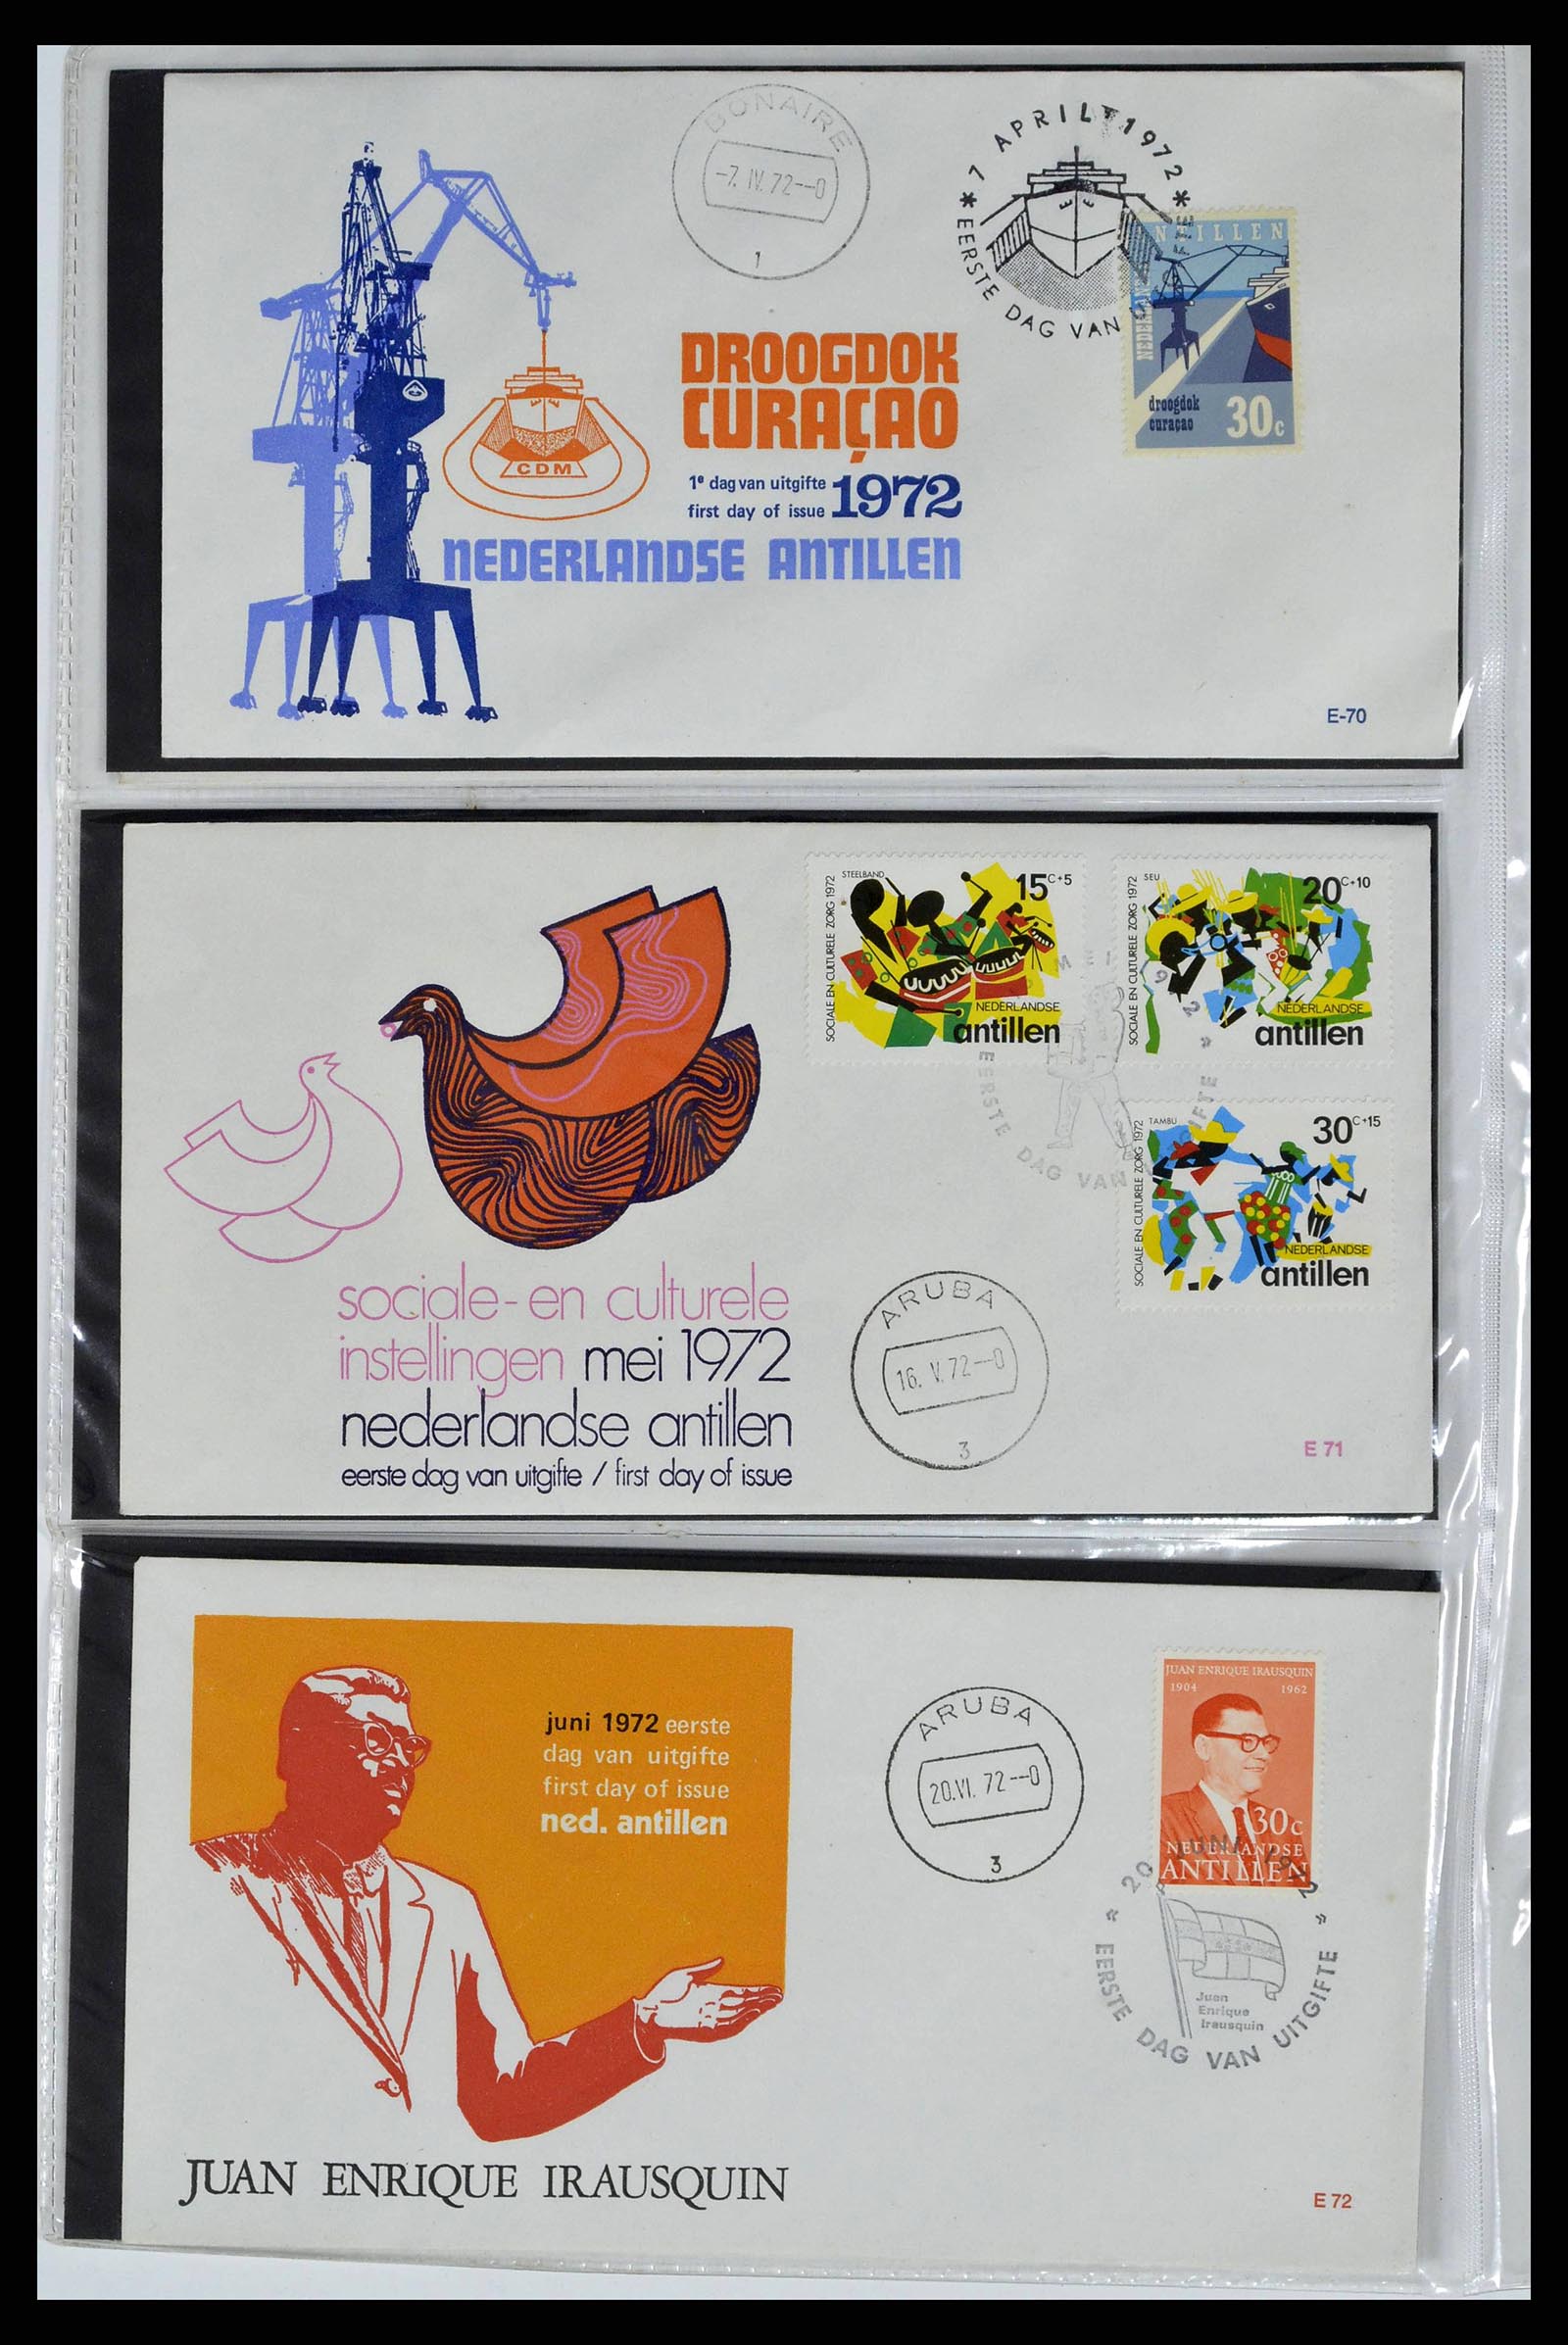 BONAIRE
-7. IV. 72--0
1
* 7 APRIL 1972 *
EERSTE DAG VAN
ANTILLEN
NEDERLANDSE
droogdok
curaçao
30c
CDM
DROOGDOK
CURAÇAO
1e dag van uitgifte
first day of issue 1972
NEDERLANDSE ANTILLEN
E-70
STEELBAND
15C+5
SOCIALE EN CULTURELE ZORG 1972
NEDERLANDSE
antillen
SEU
20C+10
SOCIALE EN CULTURELE ZORG 1972
NEDERLANDSE
antillen
TAMBU
30C+15
SOCIALE EN CULTURELE ZORG 1972
NEDERLANDSE
antillen
EERSTE DAG VAN
sociale- en culturele
instellingen mei 1972
nederlandse antillen
eerste dag van uitgifte / first day of issue
ARUBA
16. V. 72--0
3
E 71
juni 1972 eerste
dag van uitgifte
first day of issue
ned. antillen
JUAN ENRIQUE IRAUSQUIN
ARUBA
20.VI. 72--0
3
JUAN ENRIQUE IRAUSQUIN
1904 1962
30c
NEDERLANDSE
ANTILLEN
20 JUNI 1972
Juan
Enrique
Irausquin
EERSTE DAG VAN UITGIFTE
E 72